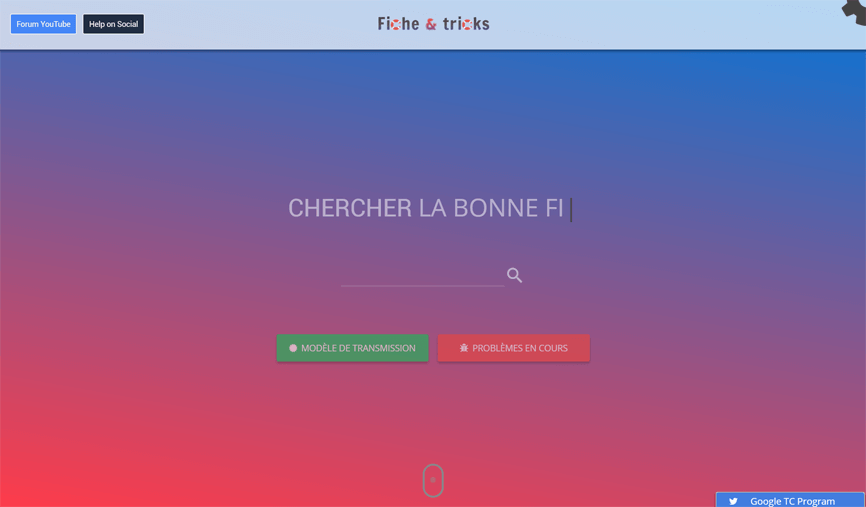 Forum YouTube
Help on Social
Fiche & tricks
CHERCHER LA BONNE FI
MODÈLE DE TRANSMISSION
PROBLÈMES EN COURS
Google TC Program